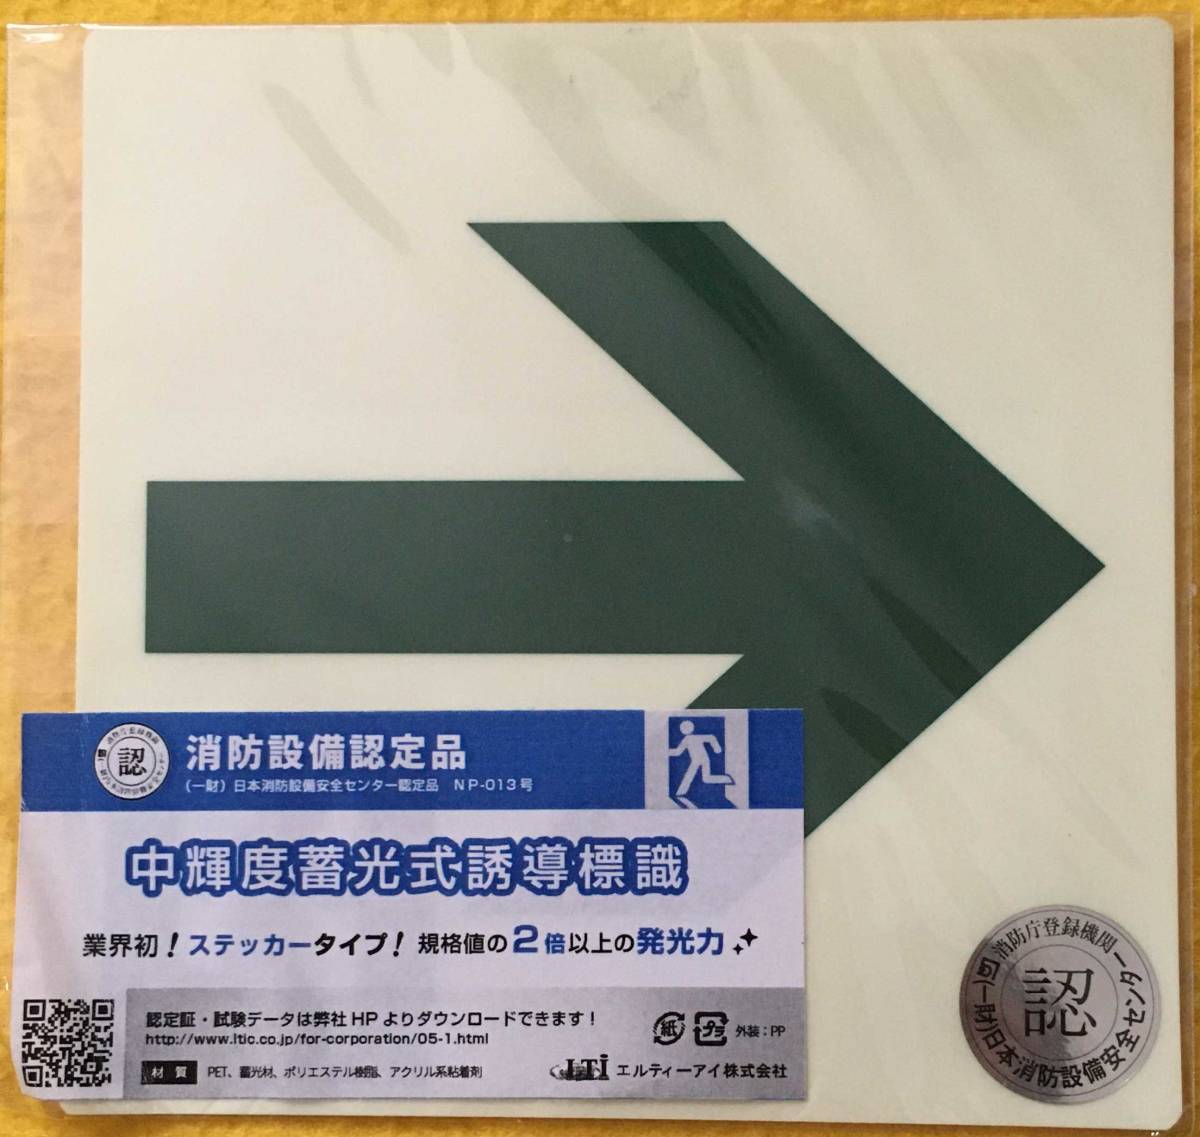 認
消防設備認定品
(一財)日本消防設備安全センター認定品 NP-013号
中輝度蓄光式誘導標識
業界初!ステッカータイプ!規格値の2倍以上の発光力
認定証・試験データは弊社HPよりダウンロードできます!
http://www.ltic.co.jp/for-corporation/05-1.html
紙 プラ 外装:PP
材質 PET、蓄光材、ポリエステル樹脂、アクリル系粘着剤
LTi エルティーアイ株式会社
消防庁登録機関
認
(一財)日本消防設備安全センター